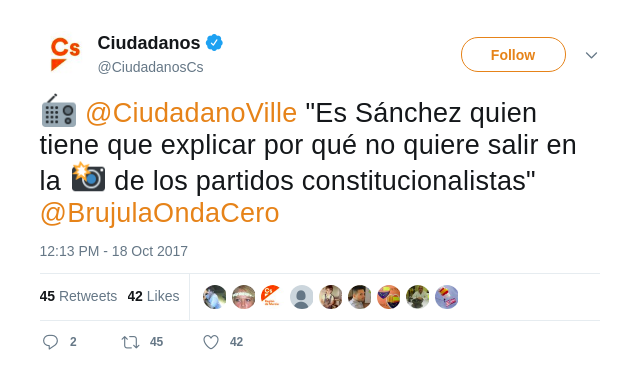 Cs
Ciudadanos
@CiudadanosCs
Follow
📻 @CiudadanoVille "Es Sánchez quien
tiene que explicar por qué no quiere salir en
la 📸 de los partidos constitucionalistas"
@BrujulaOndaCero
12:13 PM - 18 Oct 2017
45 Retweets 42 Likes
Cs
2 45 42